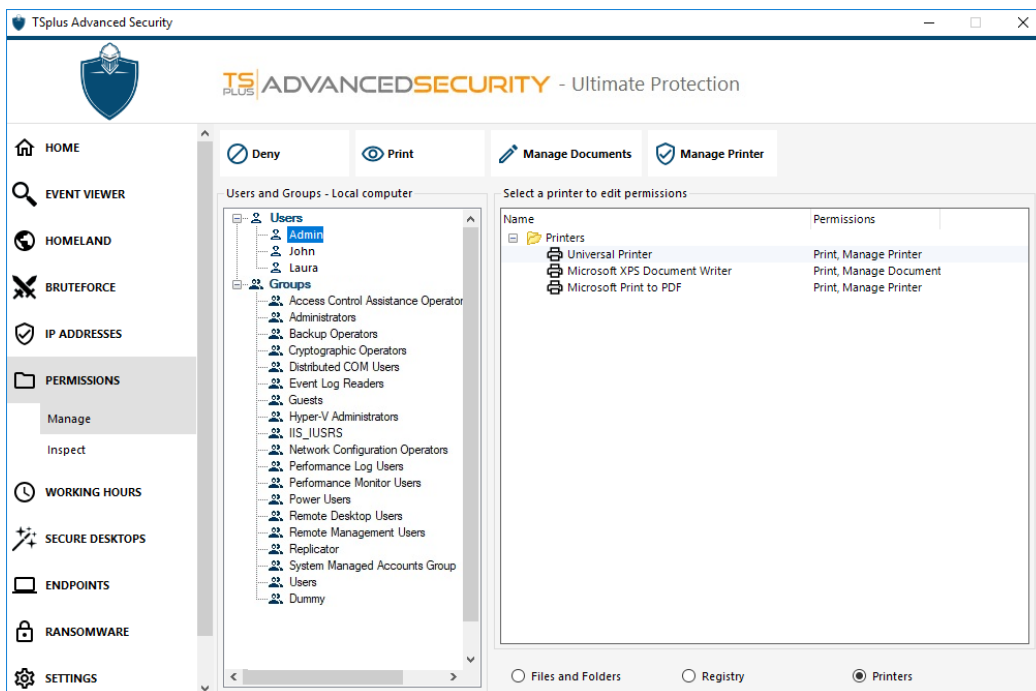 TSplus Advanced Security
TS PLUS ADVANCEDSECURITY - Ultimate Protection
HOME
EVENT VIEWER
HOMELAND
BRUTEFORCE
IP ADDRESSES
PERMISSIONS
Manage
Inspect
WORKING HOURS
SECURE DESKTOPS
ENDPOINTS
RANSOMWARE
SETTINGS
Deny
Print
Manage Documents
Manage Printer
Users and Groups - Local computer
Users
Admin
John
Laura
Groups
Access Control Assistance Operator
Administrators
Backup Operators
Cryptographic Operators
Distributed COM Users
Event Log Readers
Guests
Hyper-V Administrators
IIS_IUSRS
Network Configuration Operators
Performance Log Users
Performance Monitor Users
Power Users
Remote Desktop Users
Remote Management Users
Replicator
System Managed Accounts Group
Users
Dummy
Select a printer to edit permissions
Name Permissions
Printers
Universal Printer Print, Manage Printer
Microsoft XPS Document Writer Print, Manage Document
Microsoft Print to PDF Print, Manage Printer
Files and Folders
Registry
Printers